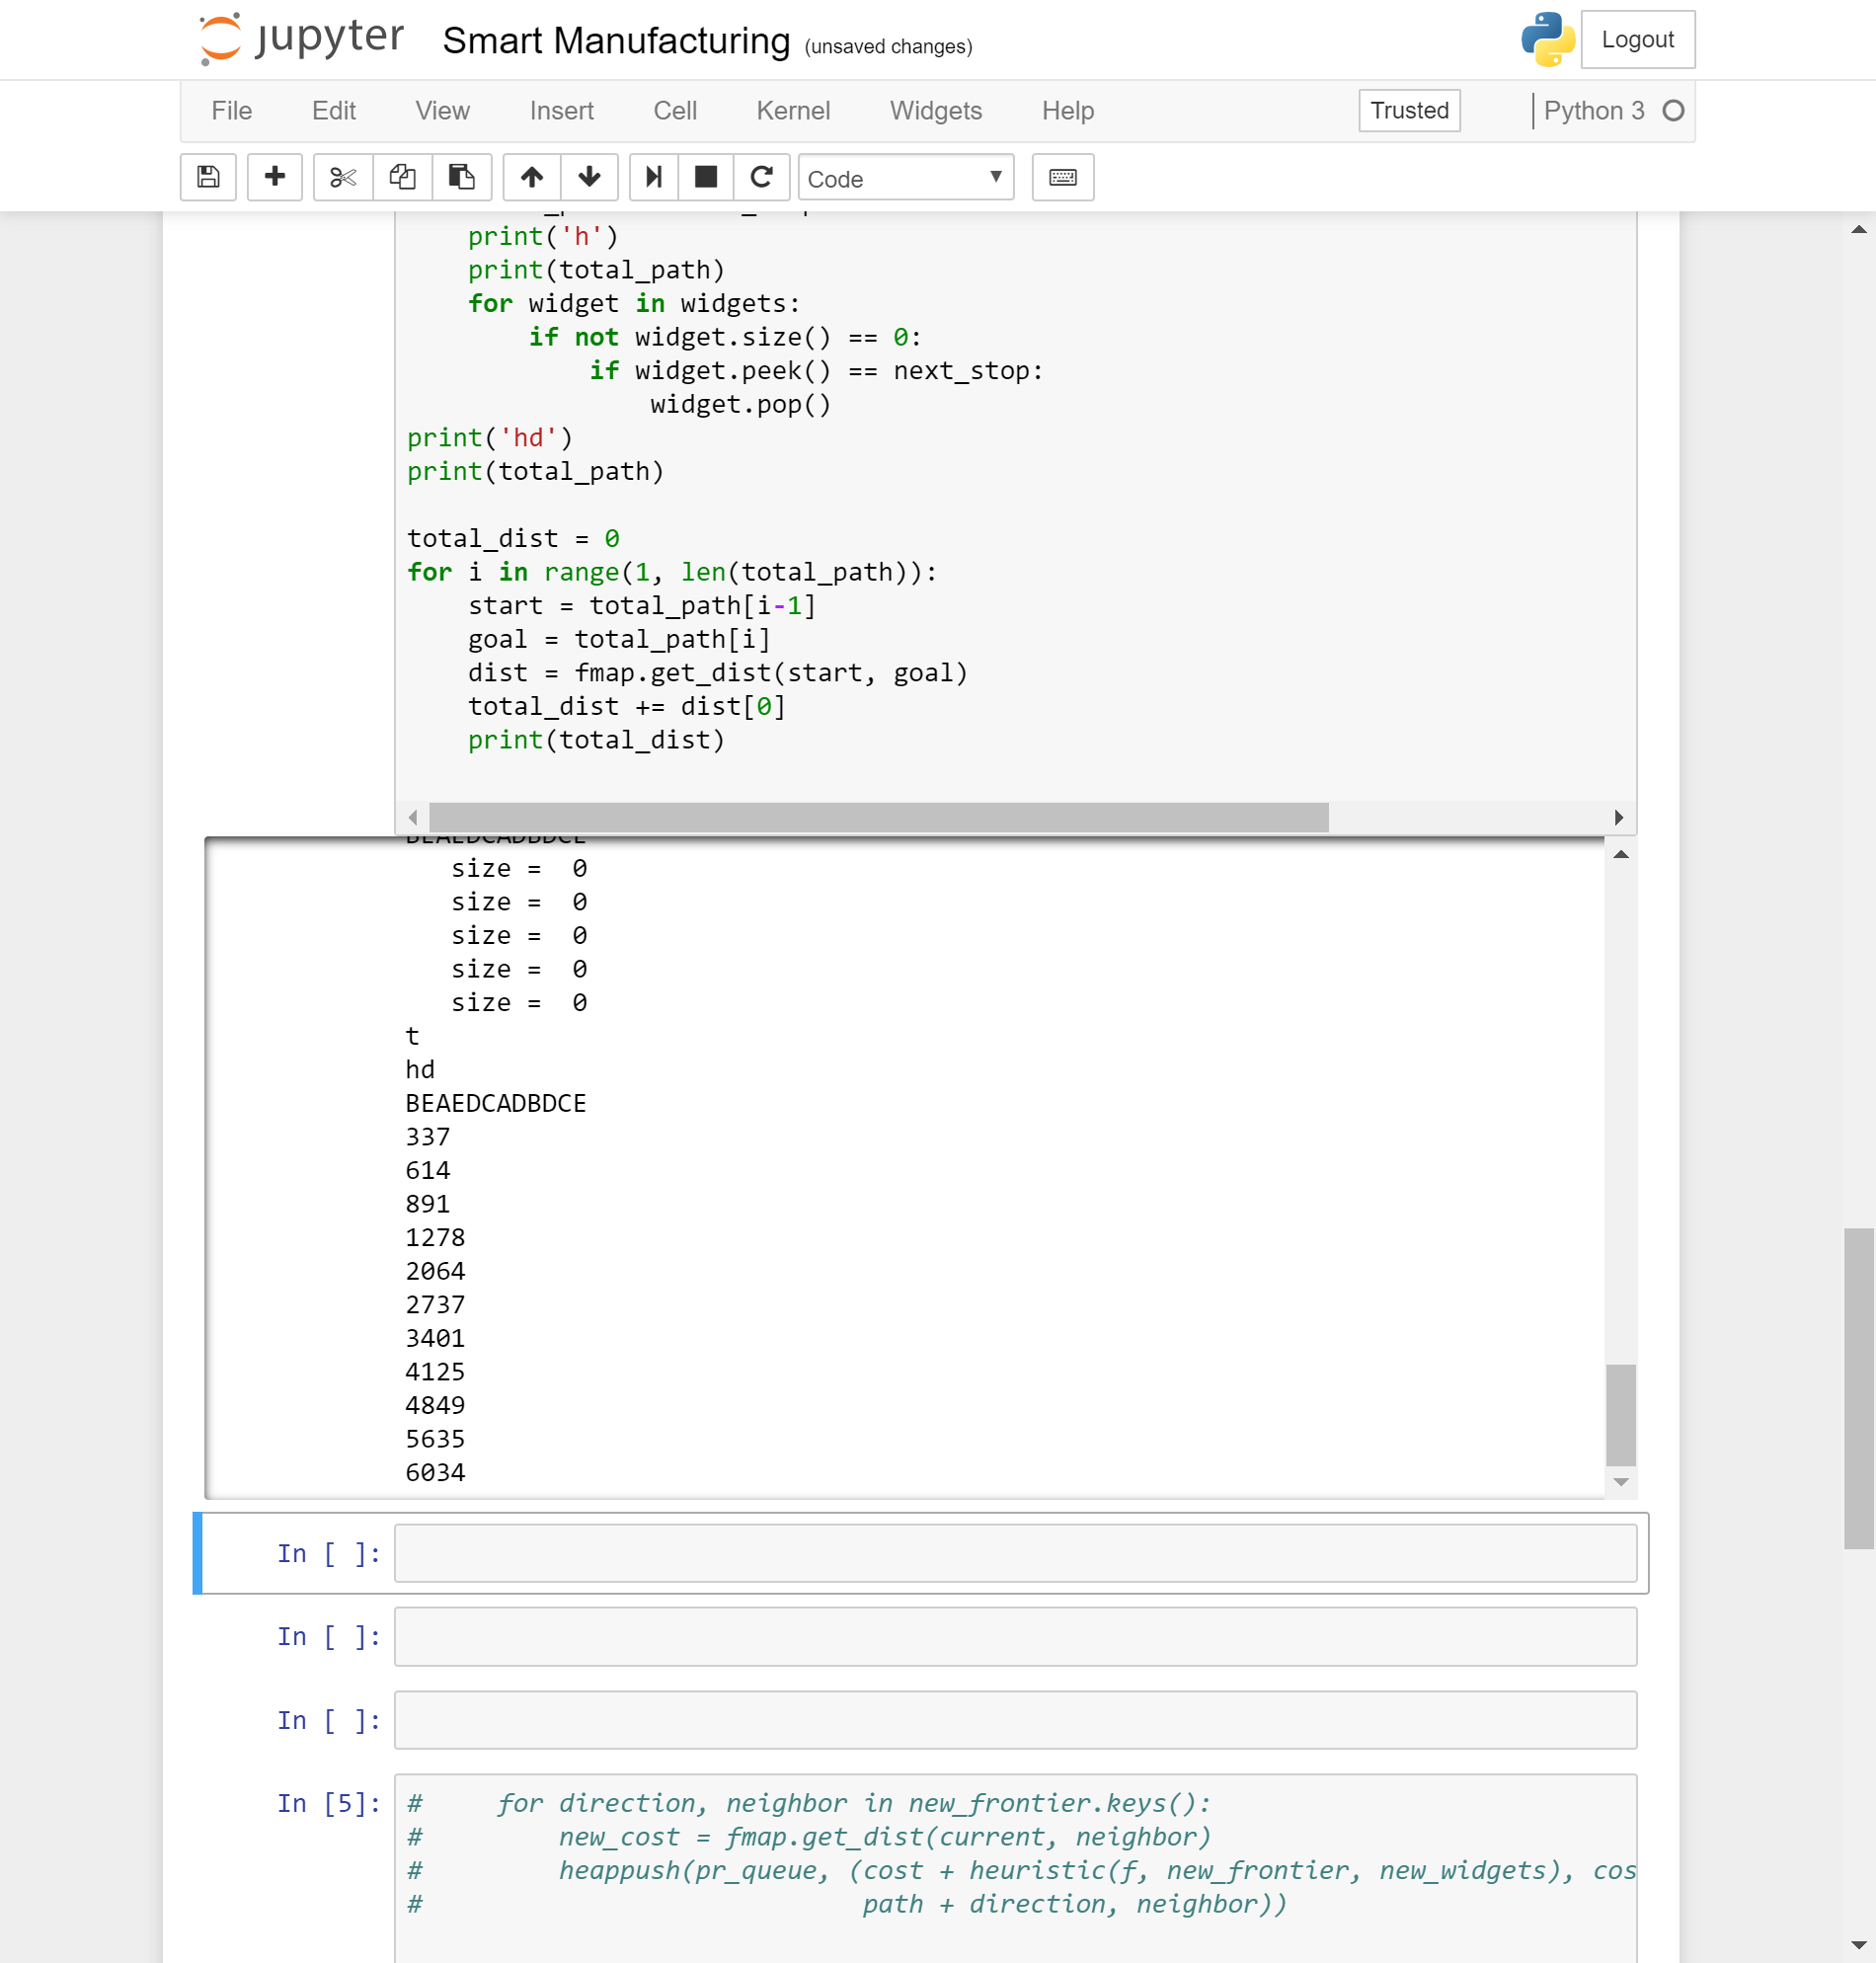 jupyter Smart Manufacturing (unsaved changes) Logout
File Edit View Insert Cell Kernel Widgets Help Trusted Python 3
Code
print('h')
print(total_path)
for widget in widgets:
if not widget.size() == 0:
if widget.peek() == next_stop:
widget.pop()
print('hd')
print(total_path)
total_dist = 0
for i in range(1, len(total_path)):
start = total_path[i-1]
goal = total_path[i]
dist = fmap.get_dist(start, goal)
total_dist += dist[0]
print(total_dist)
BEAEDCADBDCE
size =  0
size =  0
size =  0
size =  0
size =  0
t
hd
BEAEDCADBDCE
337
614
891
1278
2064
2737
3401
4125
4849
5635
6034
In [ ]:
In [ ]:
In [ ]:
In [5]: #     for direction, neighbor in new_frontier.keys():
#         new_cost = fmap.get_dist(current, neighbor)
#         heappush(pr_queue, (cost + heuristic(f, new_frontier, new_widgets), cos
#                             path + direction, neighbor))